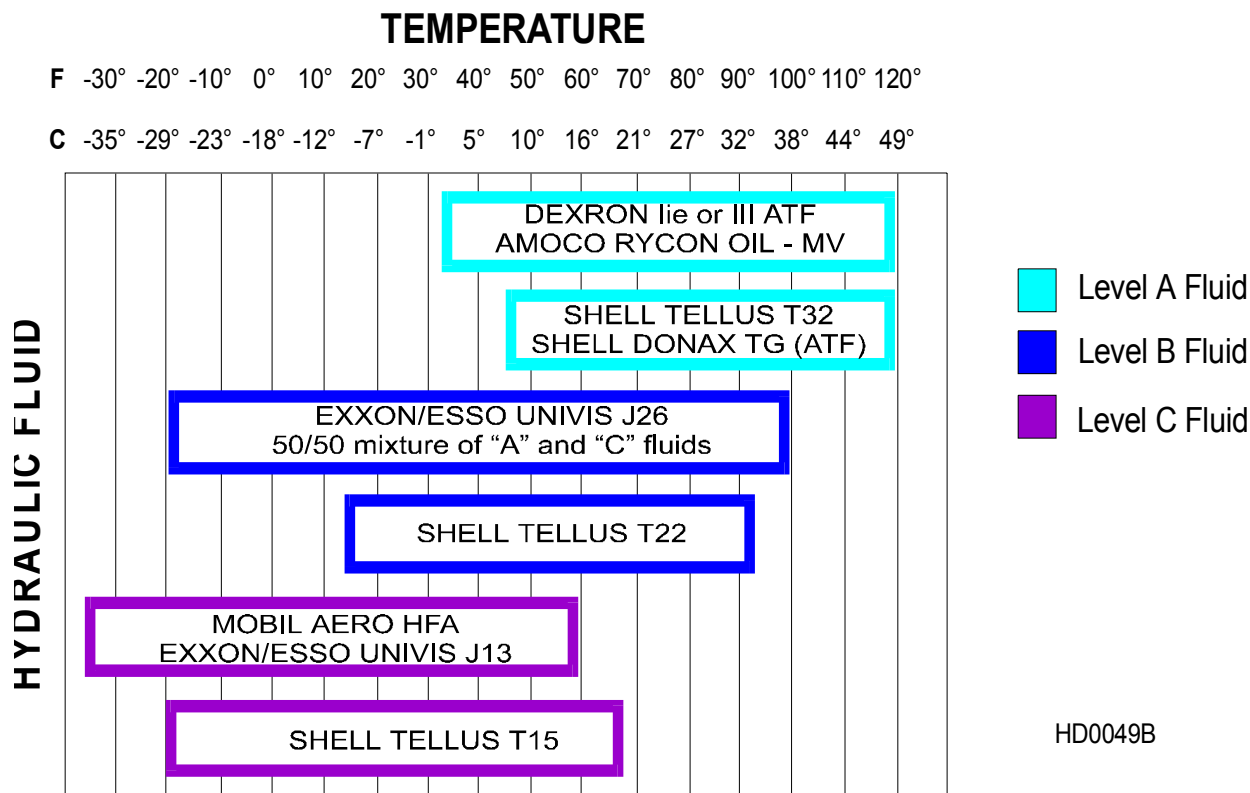 TEMPERATURE
F -30° -20° -10° 0° 10° 20° 30° 40° 50° 60° 70° 80° 90° 100° 110° 120°
C -35° -29° -23° -18° -12° -7° -1° 5° 10° 16° 21° 27° 32° 38° 44° 49°
HYDRAULIC FLUID
DEXRON IIe or III ATF
AMOCO RYCON OIL - MV
SHELL TELLUS T32
SHELL DONAX TG (ATF)
EXXON/ESSO UNIVIS J26
50/50 mixture of “A” and “C” fluids
SHELL TELLUS T22
MOBIL AERO HFA
EXXON/ESSO UNIVIS J13
SHELL TELLUS T15
Level A Fluid
Level B Fluid
Level C Fluid
HD0049B